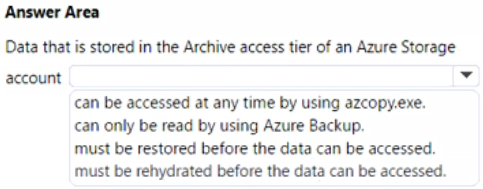 Answer Area
Data that is stored in the Archive access tier of an Azure Storage
account
can be accessed at any time by using azcopy.exe.
can only be read by using Azure Backup.
must be restored before the data can be accessed.
must be rehydrated before the data can be accessed.